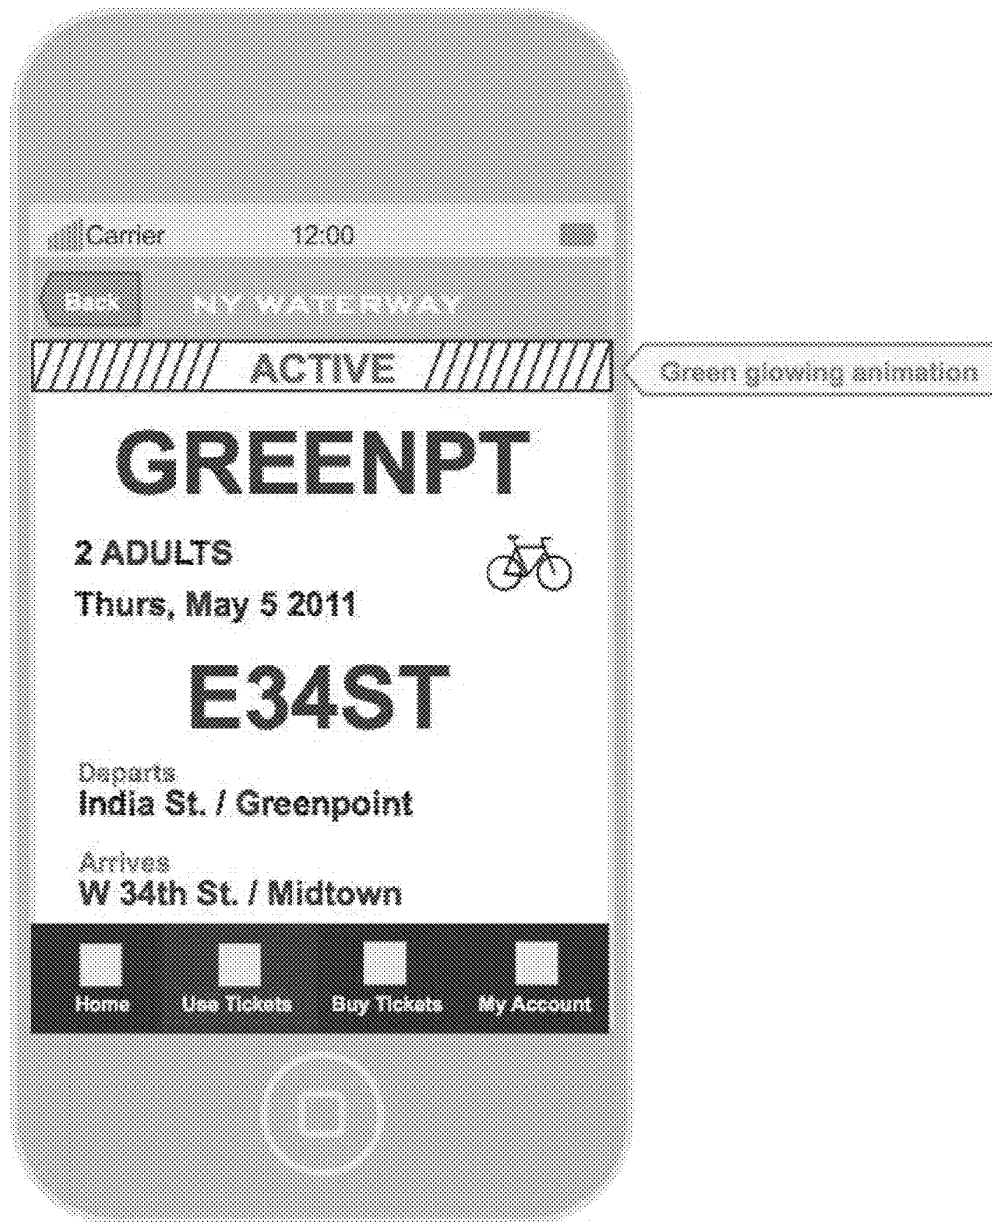 Carrier 12:00
Back NY WATERWAY
ACTIVE
Green glowing animation
GREENPT
2 ADULTS
Thurs, May 5 2011
E34ST
Departs
India St. / Greenpoint
Arrives
W 34th St. / Midtown
Home Use Tickets Buy Tickets My Account